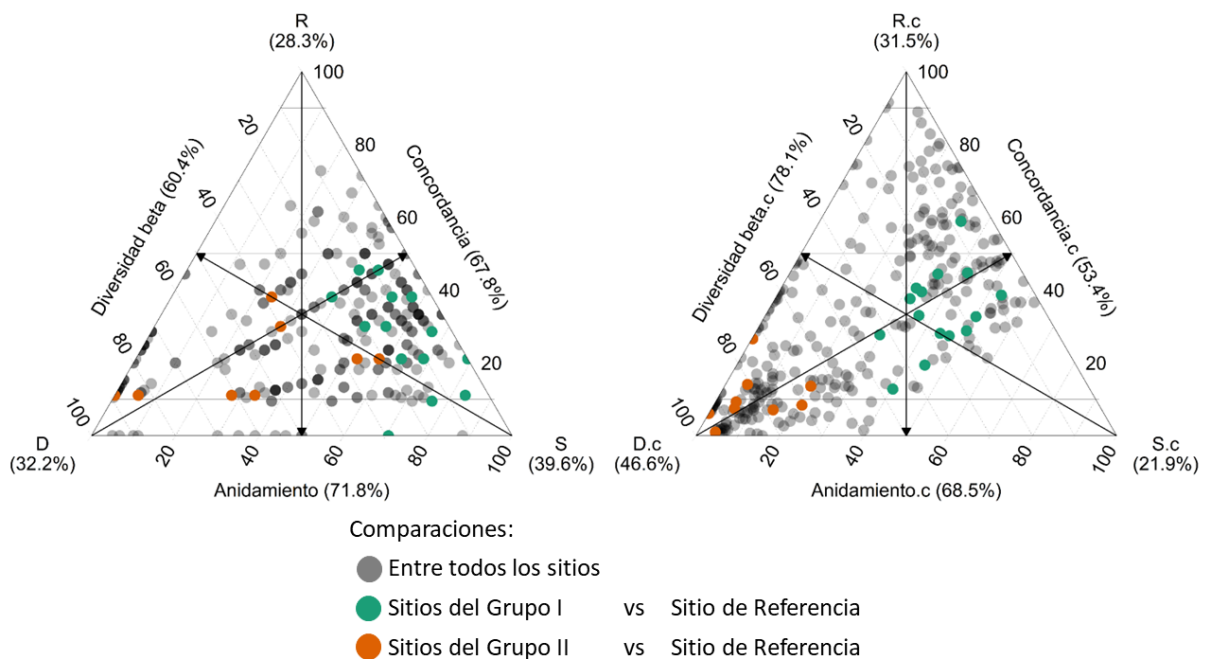 R
(28.3%)
100
20
80
Diversidad beta (60.4%)
Concordancia (67.8%)
40
60
60
40
80
20
100
D
(32.2%)
20
40
60
80
100
S
(39.6%)
Anidamiento (71.8%)
R.c
(31.5%)
100
20
80
Diversidad beta.c (78.1%)
Concordancia.c (53.4%)
40
60
60
40
80
20
100
D.c
(46.6%)
20
40
60
80
100
S.c
(21.9%)
Anidamiento.c (68.5%)
Comparaciones:
Entre todos los sitios
Sitios del Grupo I vs Sitio de Referencia
Sitios del Grupo II vs Sitio de Referencia